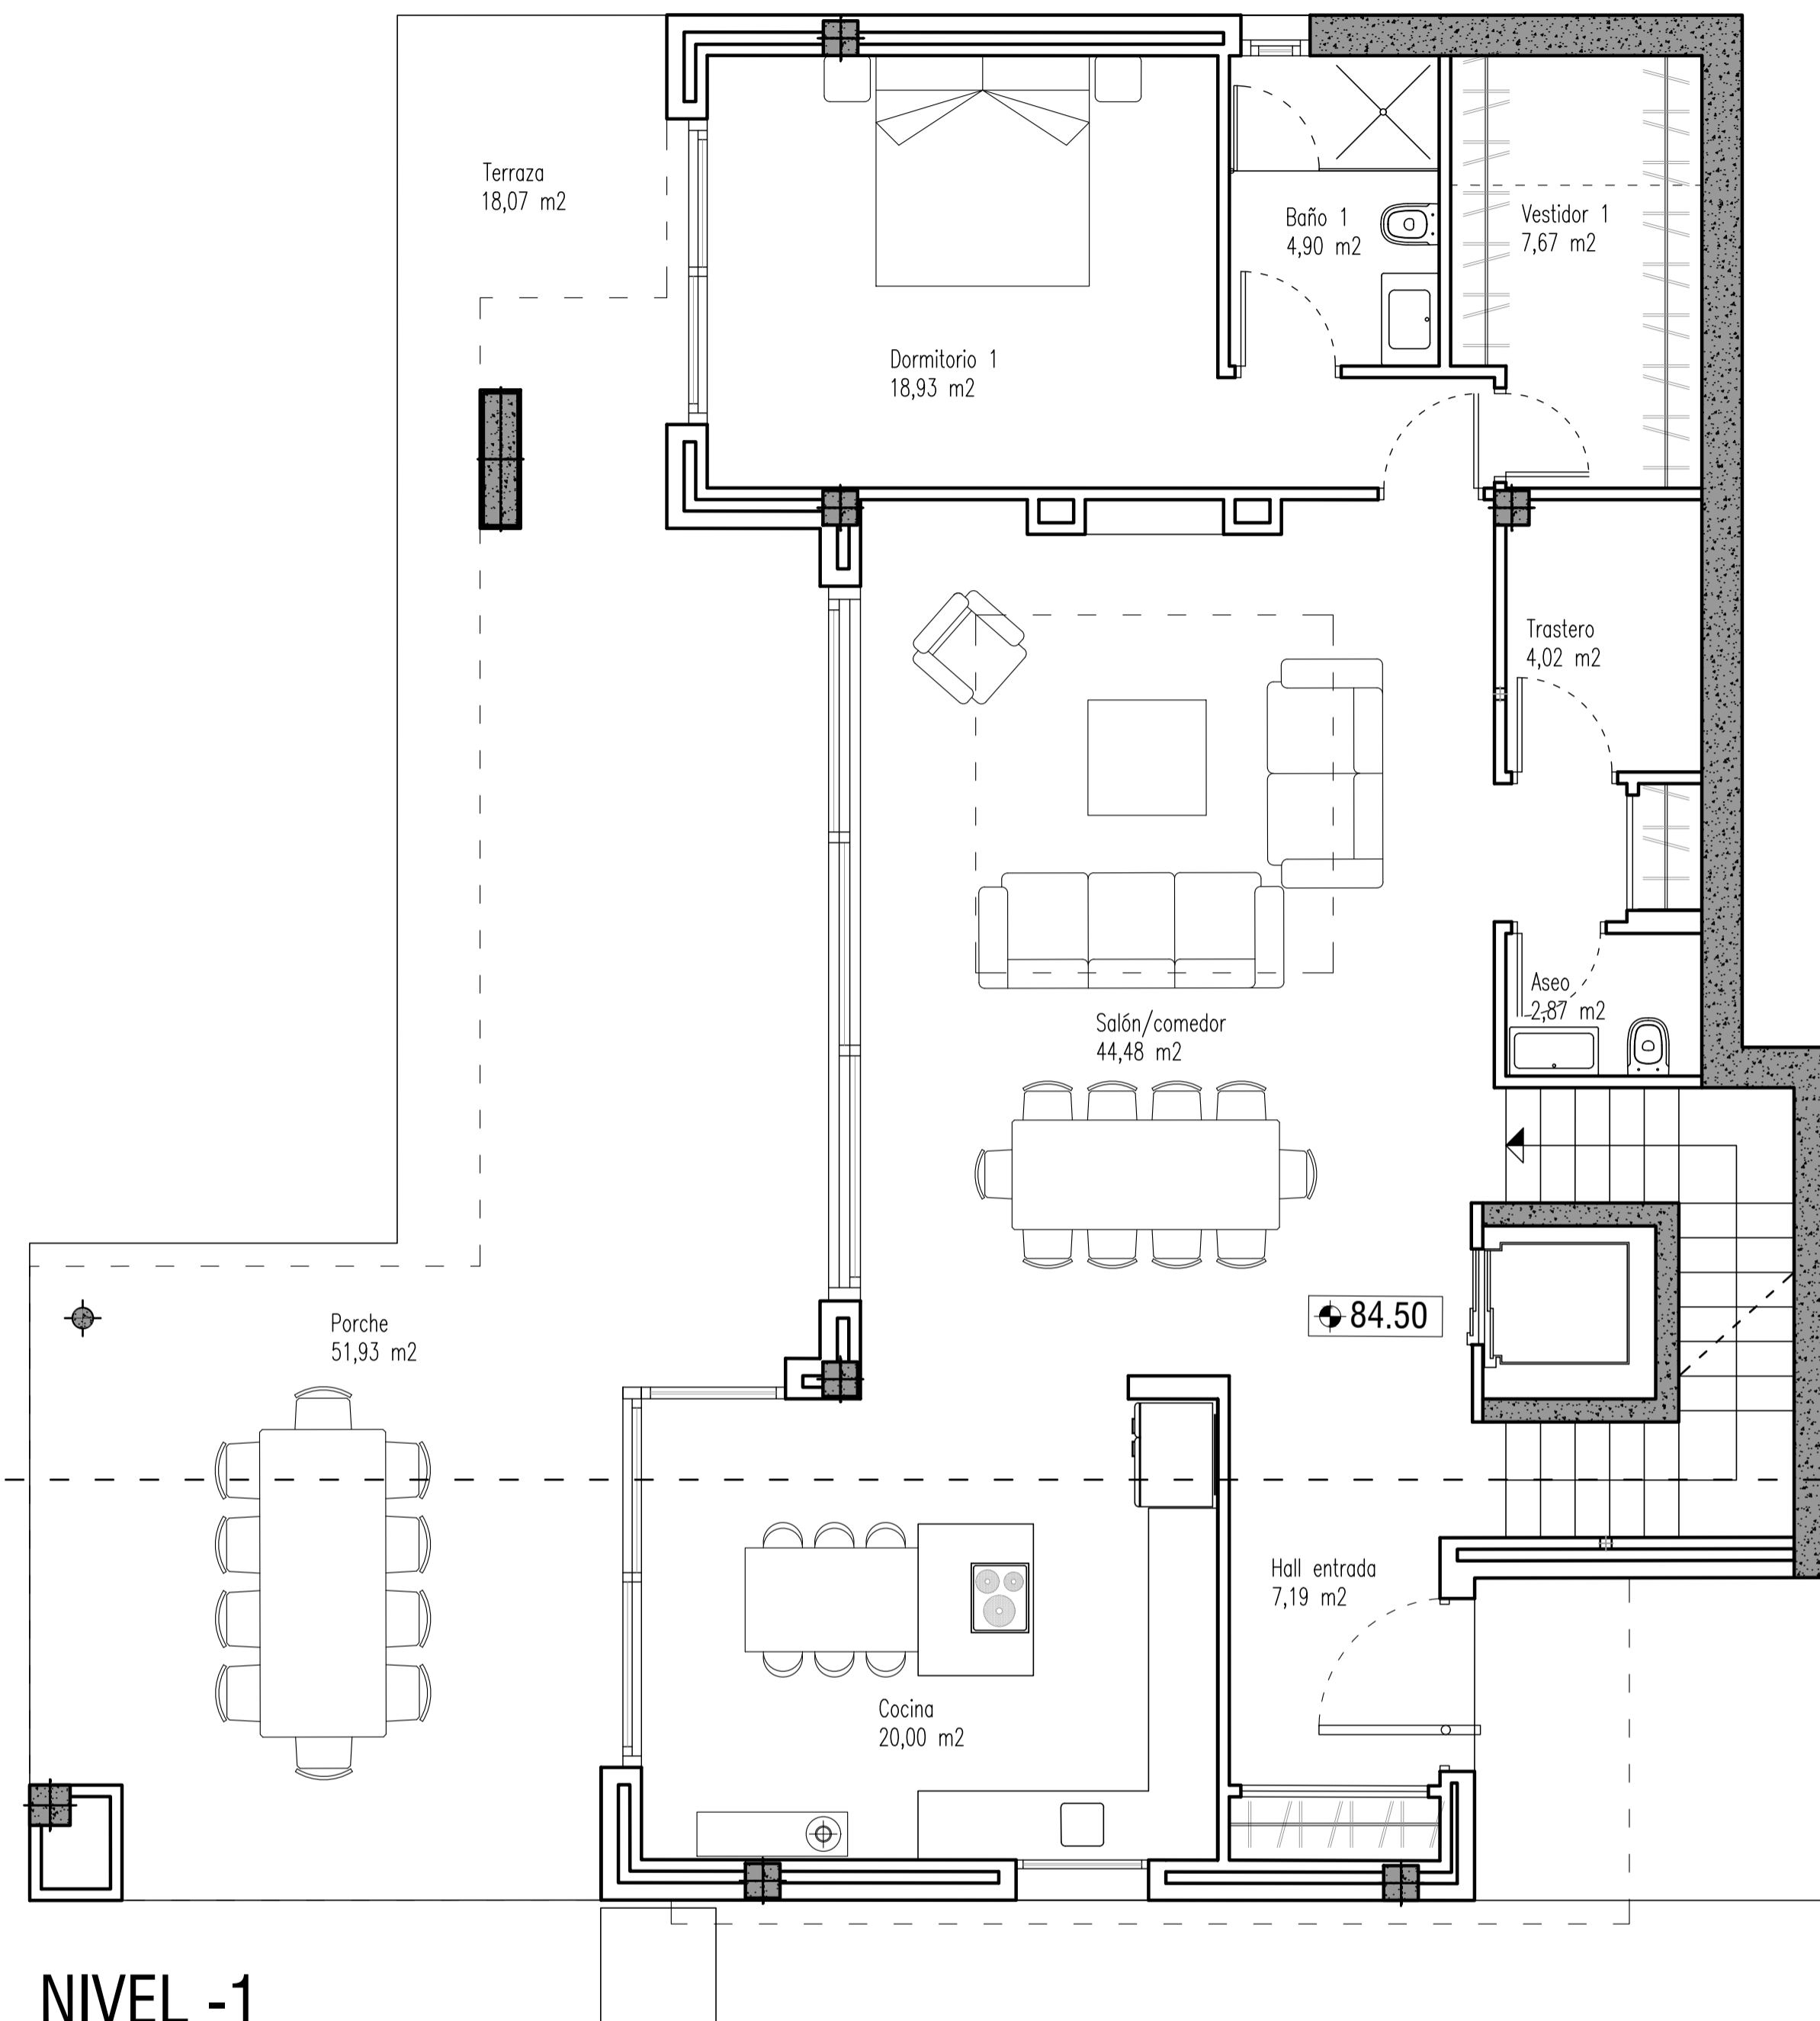 Terraza
18,07 m2
Baño 1
4,90 m2
Vestidor 1
7,67 m2
Dormitorio 1
18,93 m2
Trastero
4,02 m2
Aseo
2,87 m2
Salón/comedor
44,48 m2
84.50
Porche
51,93 m2
Hall entrada
7,19 m2
Cocina
20,00 m2
NIVEL -1